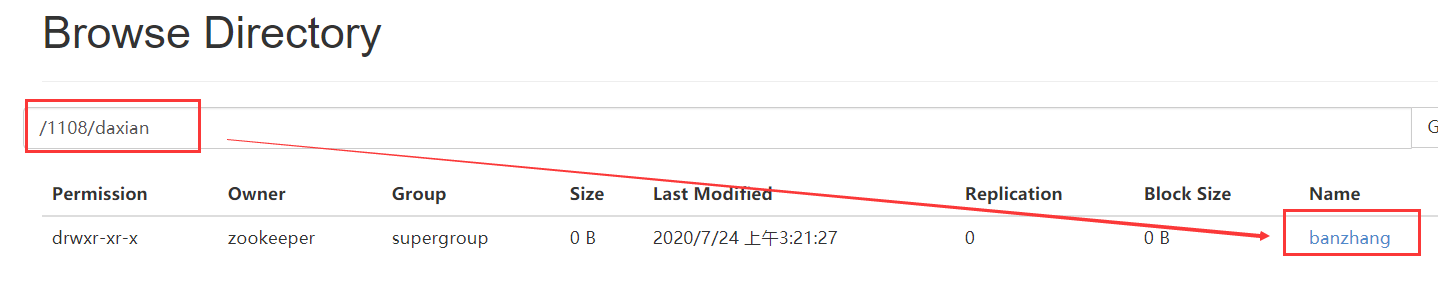 Browse Directory
/1108/daxian
G
Permission Owner Group Size Last Modified Replication Block Size Name
drwxr-xr-x zookeeper supergroup 0 B 2020/7/24 上午3:21:27 0 0 B banzhang